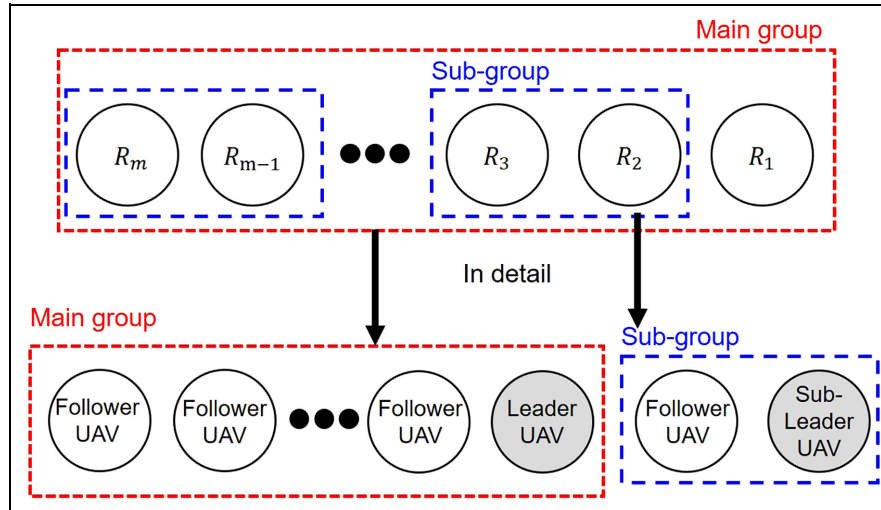 Main group
Sub-group
R_m R_{m-1} ●●● R_3 R_2 R_1
In detail
Main group
Sub-group
Follower UAV
Follower UAV
●●●
Follower UAV
Leader UAV
Follower UAV
Sub-Leader UAV